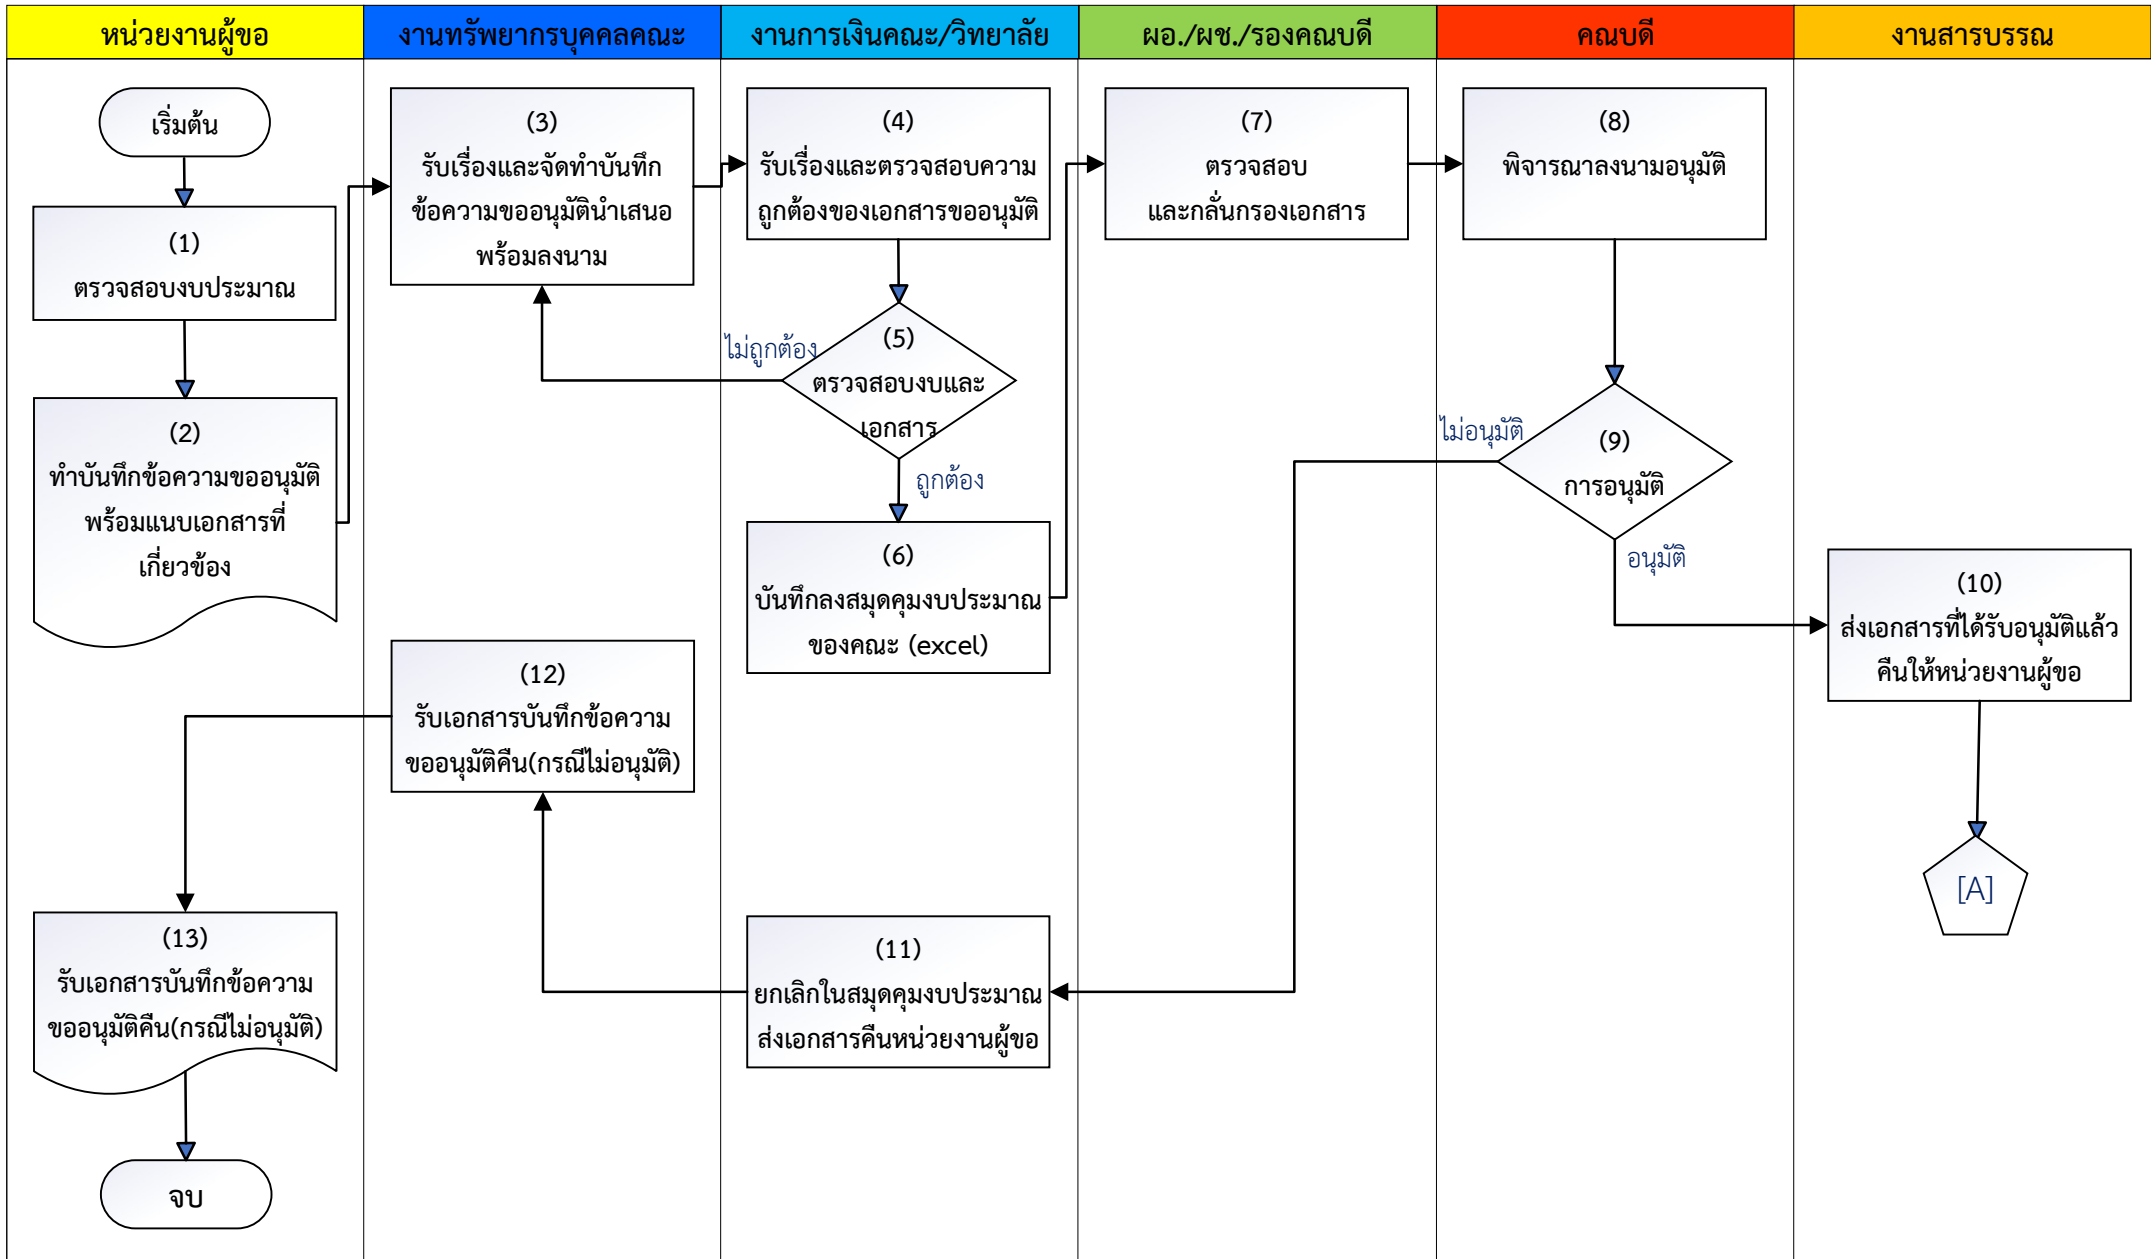 หน่วยงานผู้ขอ
งานทรัพยากรบุคคลคณะ
งานการเงินคณะ/วิทยาลัย
ผอ./ผช./รองคณบดี
คณบดี
งานสารบรรณ
เริ่มต้น
(1)
ตรวจสอบงบประมาณ
(2)
ทำบันทึกข้อความขออนุมัติ
พร้อมแนบเอกสารที่
เกี่ยวข้อง
(3)
รับเรื่องและจัดทำบันทึก
ข้อความขออนุมัตินำเสนอ
พร้อมลงนาม
(4)
รับเรื่องและตรวจสอบความ
ถูกต้องของเอกสารขออนุมัติ
ไม่ถูกต้อง
(5)
ตรวจสอบงบและ
เอกสาร
ถูกต้อง
(6)
บันทึกลงสมุดคุมงบประมาณ
ของคณะ (excel)
(7)
ตรวจสอบ
และกลั่นกรองเอกสาร
(8)
พิจารณาลงนามอนุมัติ
ไม่อนุมัติ
(9)
การอนุมัติ
อนุมัติ
(10)
ส่งเอกสารที่ได้รับอนุมัติแล้ว
คืนให้หน่วยงานผู้ขอ
[A]
(11)
ยกเลิกในสมุดคุมงบประมาณ
ส่งเอกสารคืนหน่วยงานผู้ขอ
(12)
รับเอกสารบันทึกข้อความ
ขออนุมัติคืน(กรณีไม่อนุมัติ)
(13)
รับเอกสารบันทึกข้อความ
ขออนุมัติคืน(กรณีไม่อนุมัติ)
จบ